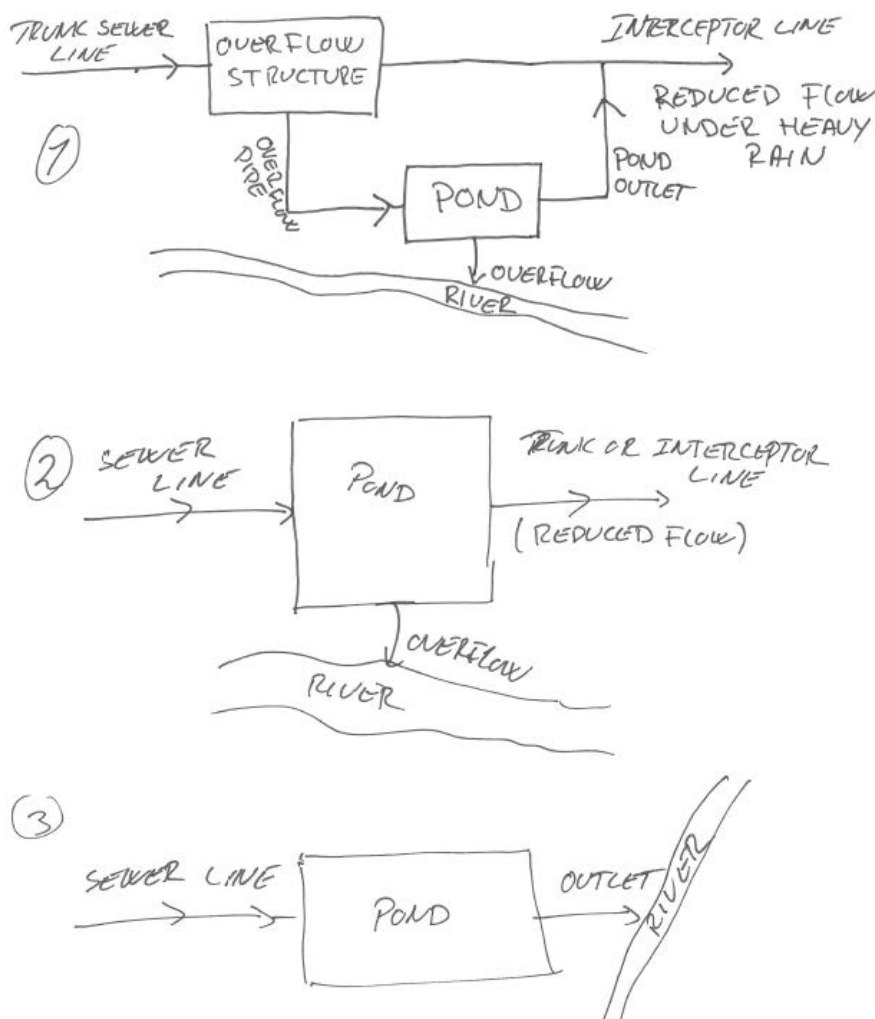 1
TRUNK SEWER
LINE
OVERFLOW
STRUCTURE
INTERCEPTOR LINE
REDUCED FLOW
UNDER HEAVY
RAIN
OVERFLOW
PIPE
POND
POND
OUTLET
OVERFLOW
RIVER
2
SEWER
LINE
POND
TRUNK OR INTERCEPTOR
LINE
(REDUCED FLOW)
OVERFLOW
RIVER
3
SEWER LINE
POND
OUTLET
RIVER